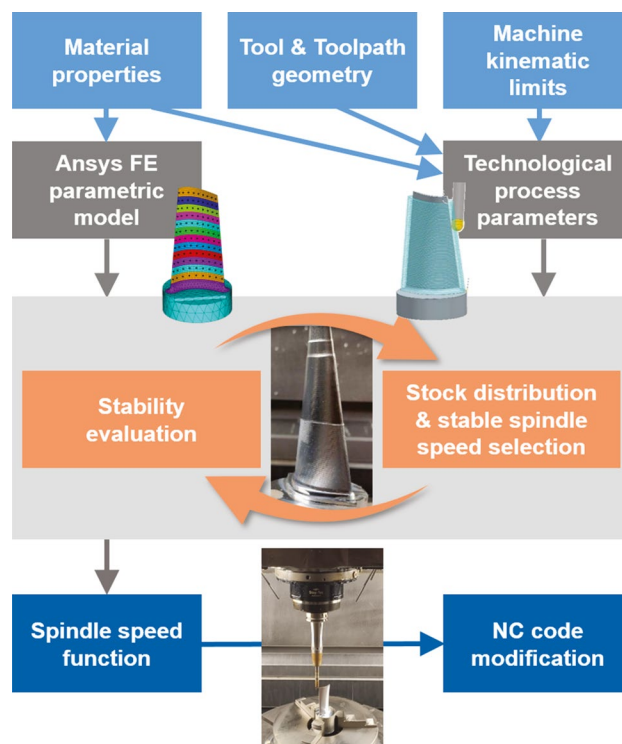 Material
properties
Tool & Toolpath
geometry
Machine
kinematic
limits
Ansys FE
parametric
model
Technological
process
parameters
Stability
evaluation
Stock distribution
& stable spindle
speed selection
Spindle speed
function
NC code
modification